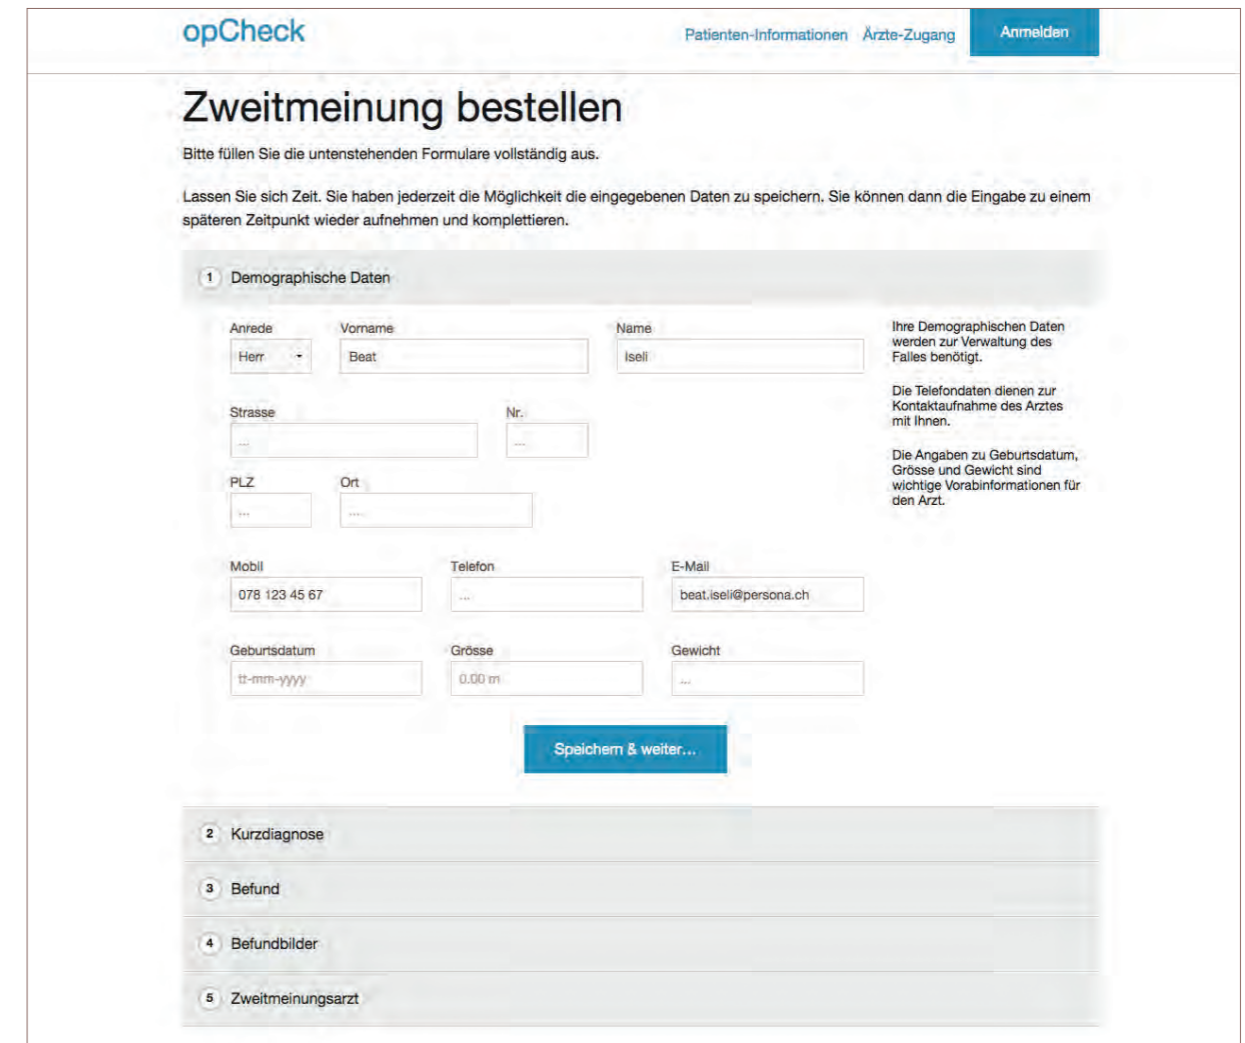 opCheck
Patienten-Informationen Ärzte-Zugang Anmelden
Zweitmeinung bestellen
Bitte füllen Sie die untenstehenden Formulare vollständig aus.
Lassen Sie sich Zeit. Sie haben jederzeit die Möglichkeit die eingegebenen Daten zu speichern. Sie können dann die Eingabe zu einem
späteren Zeitpunkt wieder aufnehmen und komplettieren.
1 Demographische Daten
Anrede Vorname Name
Herr Beat Iseli
Strasse Nr.
... ...
PLZ Ort
... ....
Mobil Telefon E-Mail
078 123 45 67 ... beat.iseli@persona.ch
Geburtsdatum Grösse Gewicht
tt-mm-yyyy 0.00 m ...
Ihre Demographischen Daten
werden zur Verwaltung des
Falles benötigt.
Die Telefondaten dienen zur
Kontaktaufnahme des Arztes
mit Ihnen.
Die Angaben zu Geburtsdatum,
Grösse und Gewicht sind
wichtige Vorabinformationen für
den Arzt.
Speichern & weiter...
2 Kurzdiagnose
3 Befund
4 Befundbilder
5 Zweitmeinungsarzt